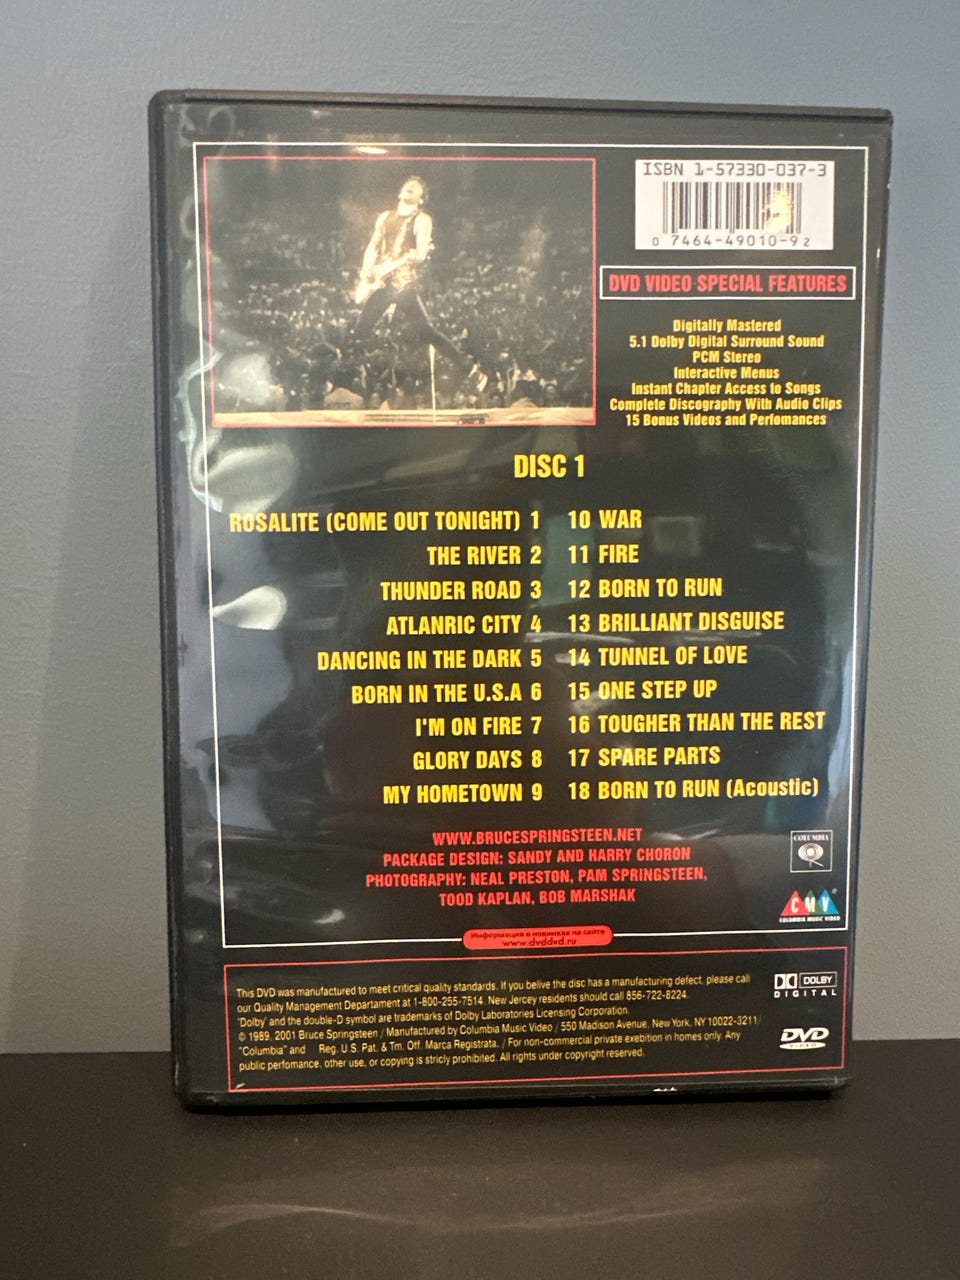 ISBN 1-57330-037-3
0 7464-49010-9 2
DVD VIDEO SPECIAL FEATURES
Digitally Mastered
5.1 Dolby Digital Surround Sound
PCM Stereo
Interactive Menus
Instant Chapter Access to Songs
Complete Discography With Audio Clips
15 Bonus Videos and Perfomances
DISC 1
ROSALITE (COME OUT TONIGHT) 1
THE RIVER 2
THUNDER ROAD 3
ATLANRIC CITY 4
DANCING IN THE DARK 5
BORN IN THE U.S.A 6
I'M ON FIRE 7
GLORY DAYS 8
MY HOMETOWN 9
10 WAR
11 FIRE
12 BORN TO RUN
13 BRILLIANT DISGUISE
14 TUNNEL OF LOVE
15 ONE STEP UP
16 TOUGHER THAN THE REST
17 SPARE PARTS
18 BORN TO RUN (Acoustic)
WWW.BRUCESPRINGSTEEN.NET
PACKAGE DESIGN: SANDY AND HARRY CHORON
PHOTOGRAPHY: NEAL PRESTON, PAM SPRINGSTEEN,
TOOD KAPLAN, BOB MARSHAK
COLUMBIA
CMV
COLUMBIA MUSIC VIDEO
Информация о новинках на сайте
www.dvddvd.ru
This DVD was manufactured to meet critical quality standards. If you belive the disc has a manufacturing defect, please call
our Quality Management Departament at 1-800-255-7514. New Jercey residents should call 856-722-8224.
'Dolby' and the double-D symbol are trademarks of Dolby Laboratories Licensing Corporation.
© 1989, 2001 Bruce Springsteen / Manufactured by Columbia Music Video / 550 Madison Avenue, New York, NY 10022-3211/
"Columbia" and Reg. U.S. Pat. & Tm. Off. Marca Registrata. / For non-commercial private exebition in homes only. Any
public perfomance, other use, or copying is stricly prohibited. All rights under copyright reserved.
DOLBY
DIGITAL
DVD
VIDEO